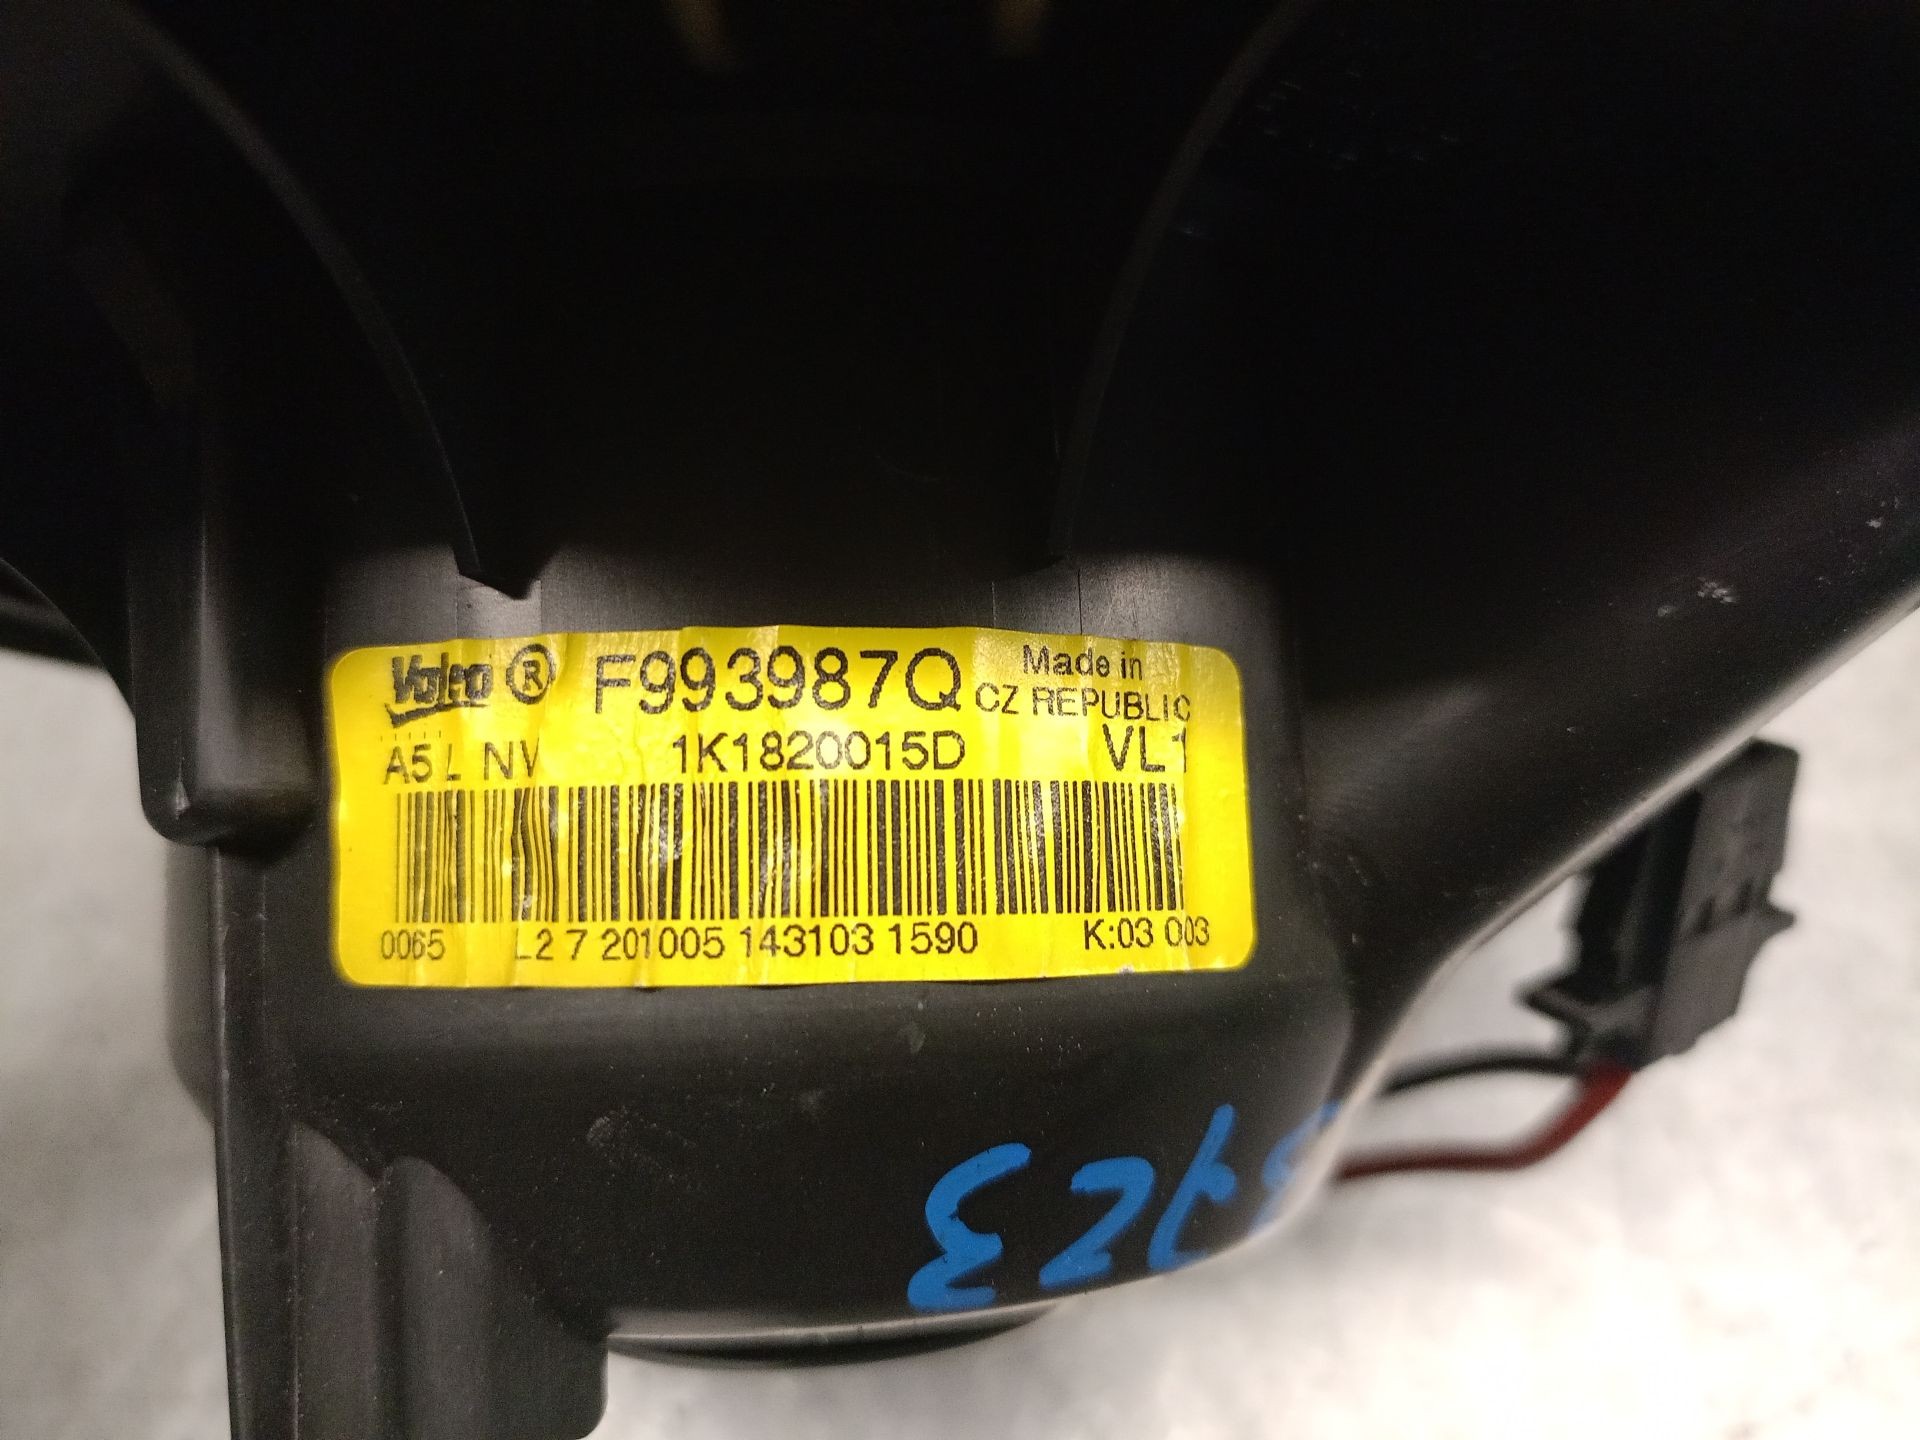 Valeo ® F993987Q Made in
CZ REPUBLIC
A5 L NV 1K1820015D VL1
0065 L2 7 201005 143103 1590 K:03 003